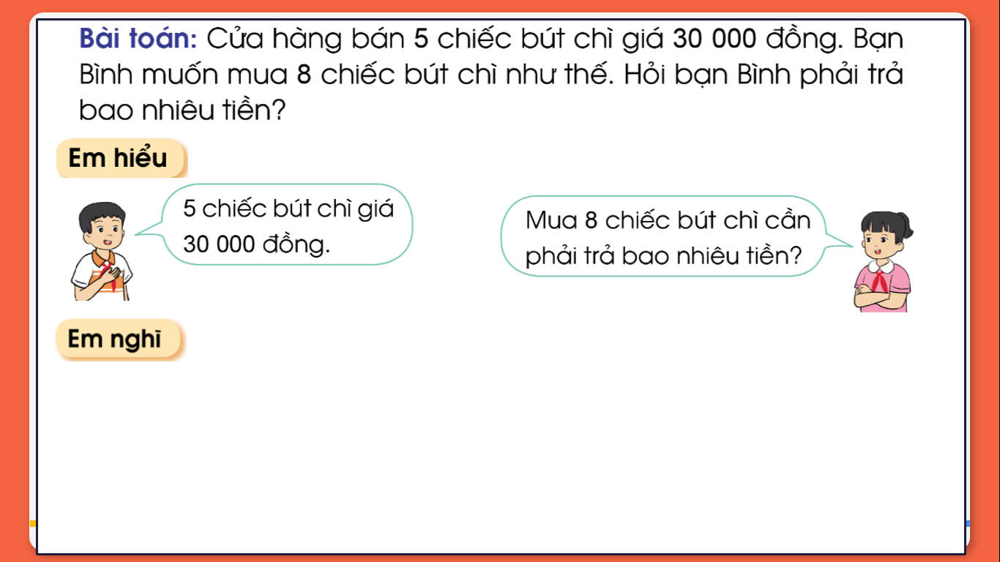 Bài toán: Cửa hàng bán 5 chiếc bút chì giá 30 000 đồng. Bạn
Bình muốn mua 8 chiếc bút chì như thế. Hỏi bạn Bình phải trả
bao nhiêu tiền?
Em hiểu
5 chiếc bút chì giá
30 000 đồng.
Mua 8 chiếc bút chì cần
phải trả bao nhiêu tiền?
Em nghĩ